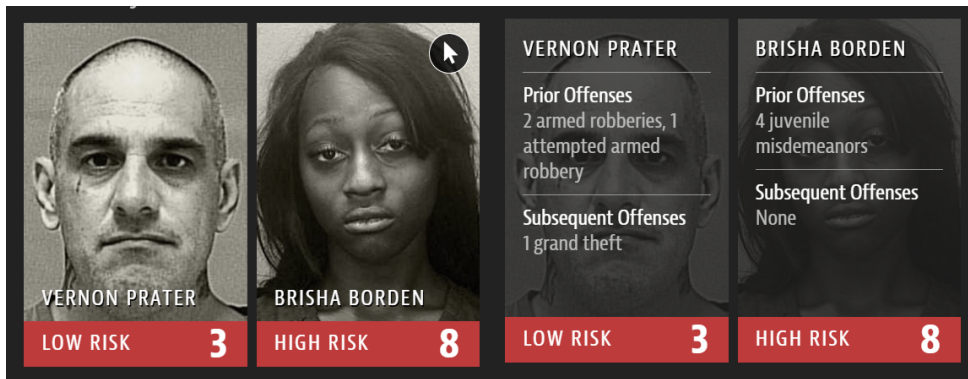 VERNON PRATER
LOW RISK 3
BRISHA BORDEN
HIGH RISK 8
VERNON PRATER
Prior Offenses
2 armed robberies, 1
attempted armed
robbery
Subsequent Offenses
1 grand theft
LOW RISK 3
BRISHA BORDEN
Prior Offenses
4 juvenile
misdemeanors
Subsequent Offenses
None
HIGH RISK 8